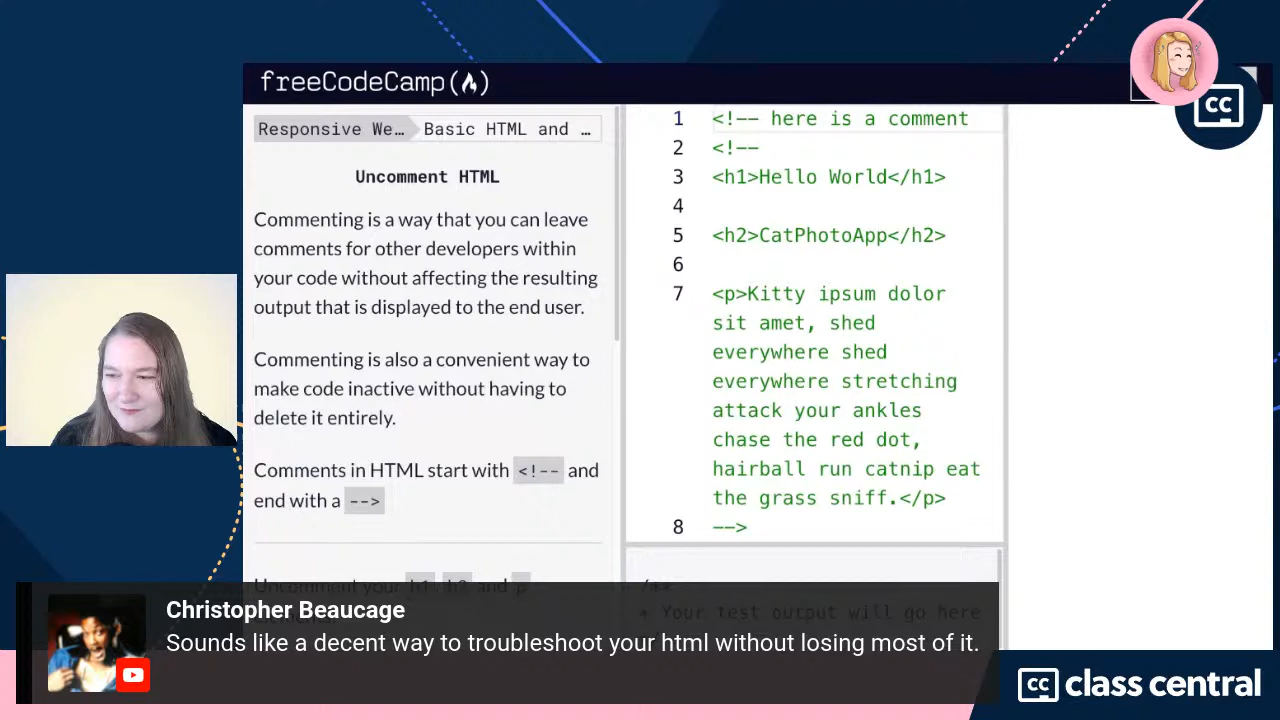 freeCodeCamp
Responsive We… Basic HTML and …
Uncomment HTML
Commenting is a way that you can leave
comments for other developers within
your code without affecting the resulting
output that is displayed to the end user.
Commenting is also a convenient way to
make code inactive without having to
delete it entirely.
Comments in HTML start with <!-- and
end with a -->
Uncomment your h1, h2 and p
1 <!-- here is a comment
2 <!--
3 <h1>Hello World</h1>
4
5 <h2>CatPhotoApp</h2>
6
7 <p>Kitty ipsum dolor
sit amet, shed
everywhere shed
everywhere stretching
attack your ankles
chase the red dot,
hairball run catnip eat
the grass sniff.</p>
8 -->
/**
* Your test output will go here
cc
Christopher Beaucage
Sounds like a decent way to troubleshoot your html without losing most of it.
cc class central